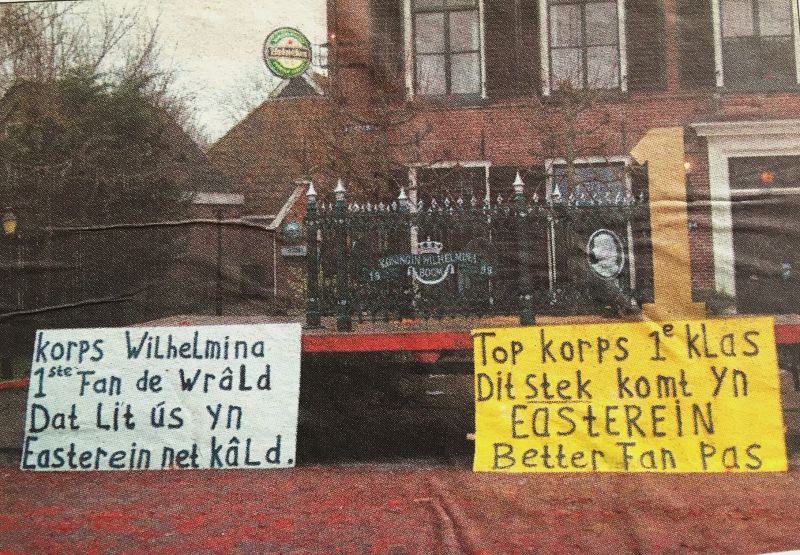 Heineken
KONINGIN WILHELMINA
BOOM
korps Wilhelmina
1ste Fan de Wrâld
Dat Lit ús yn
Easterein net kâld.
Top korps 1e klas
Dit stek komt yn
EASTEREIN
Better Fan pas